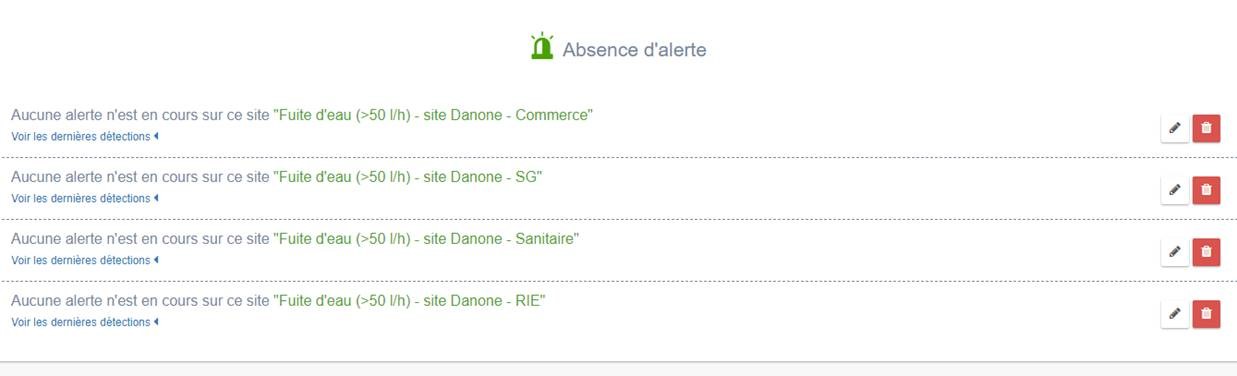 Absence d'alerte
Aucune alerte n'est en cours sur ce site "Fuite d'eau (>50 l/h) - site Danone - Commerce"
Voir les dernières détections
Aucune alerte n'est en cours sur ce site "Fuite d'eau (>50 l/h) - site Danone - SG"
Voir les dernières détections
Aucune alerte n'est en cours sur ce site "Fuite d'eau (>50 l/h) - site Danone - Sanitaire"
Voir les dernières détections
Aucune alerte n'est en cours sur ce site "Fuite d'eau (>50 l/h) - site Danone - RIE"
Voir les dernières détections